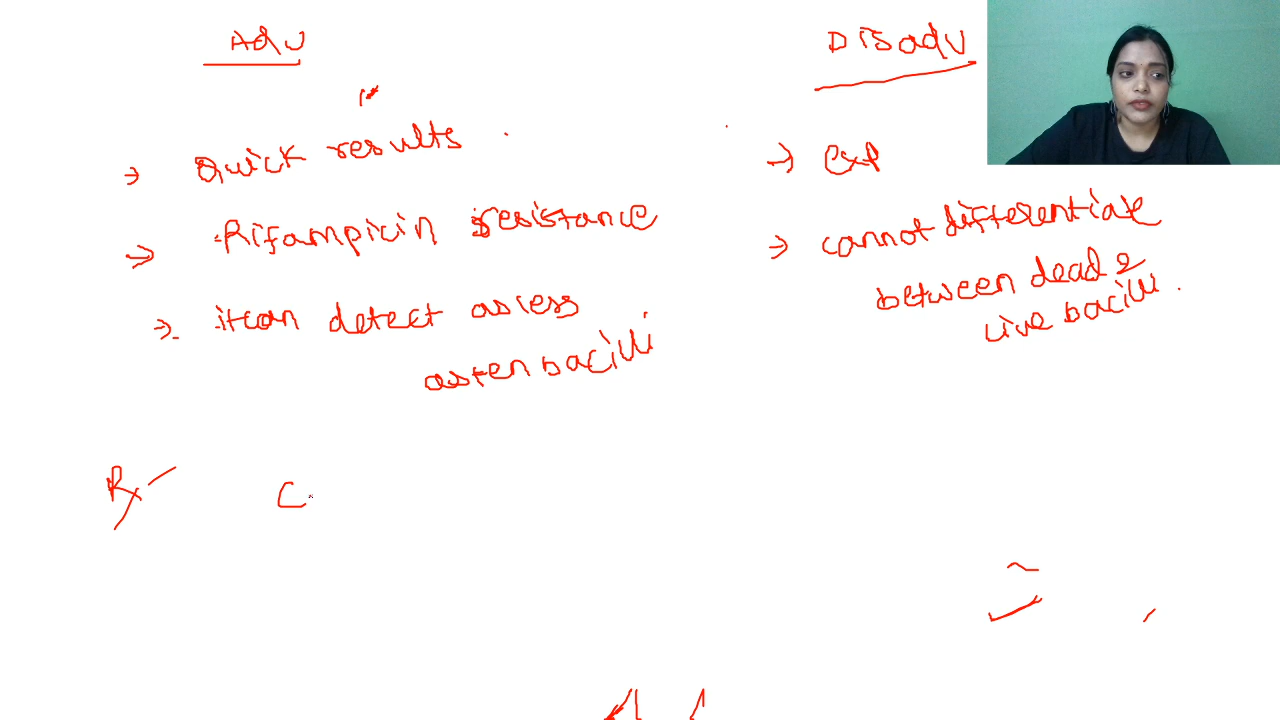 Adv
Disadv
→ Quick results
→ Rifampicin resistance
→ it can detect as less
as ten bacilli
→ exp
→ cannot differentiate
between dead &
live bacilli.
Rx
C